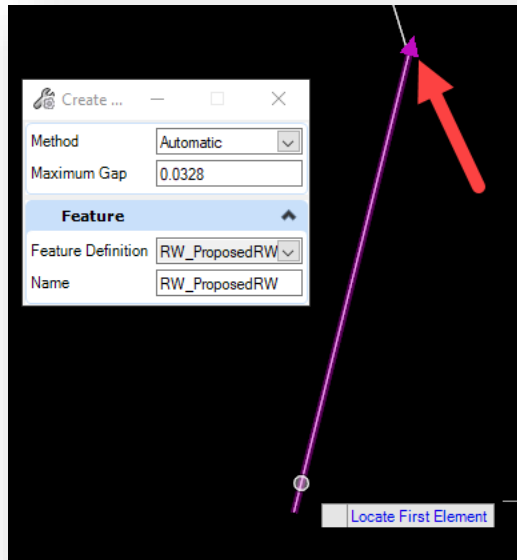 Create ...
Method Automatic
Maximum Gap 0.0328
Feature
Feature Definition RW_ProposedRW
Name RW_ProposedRW
Locate First Element